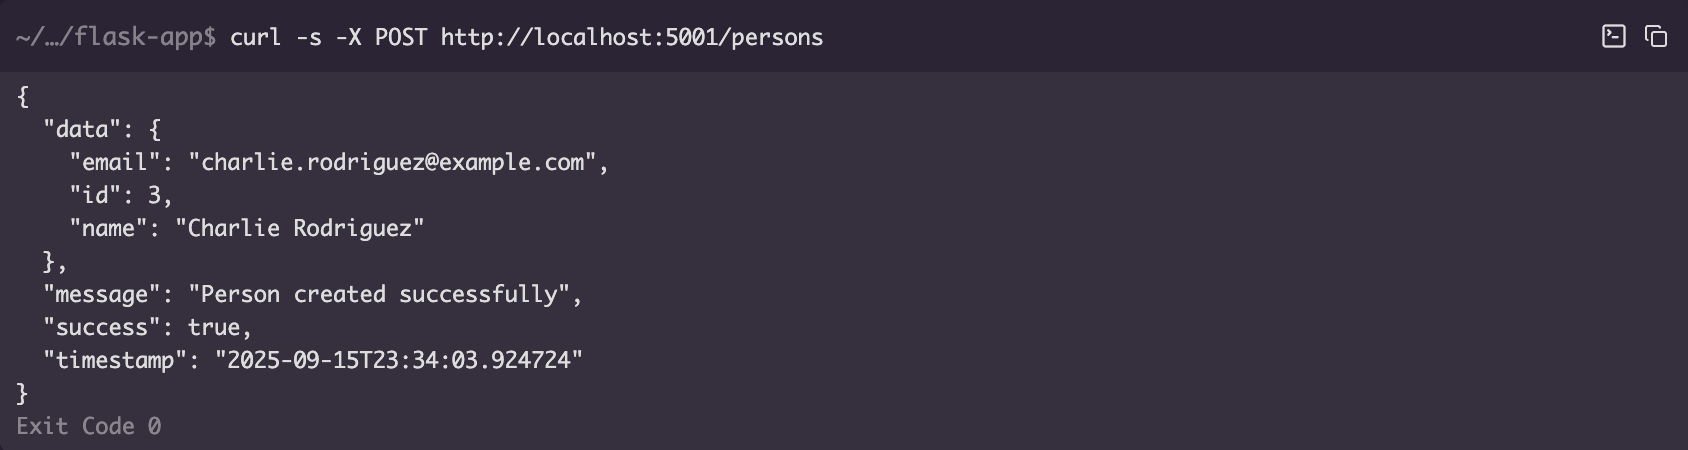 ~/…/flask-app$ curl -s -X POST http://localhost:5001/persons
{
  "data": {
    "email": "charlie.rodriguez@example.com",
    "id": 3,
    "name": "Charlie Rodriguez"
  },
  "message": "Person created successfully",
  "success": true,
  "timestamp": "2025-09-15T23:34:03.924724"
}
Exit Code 0